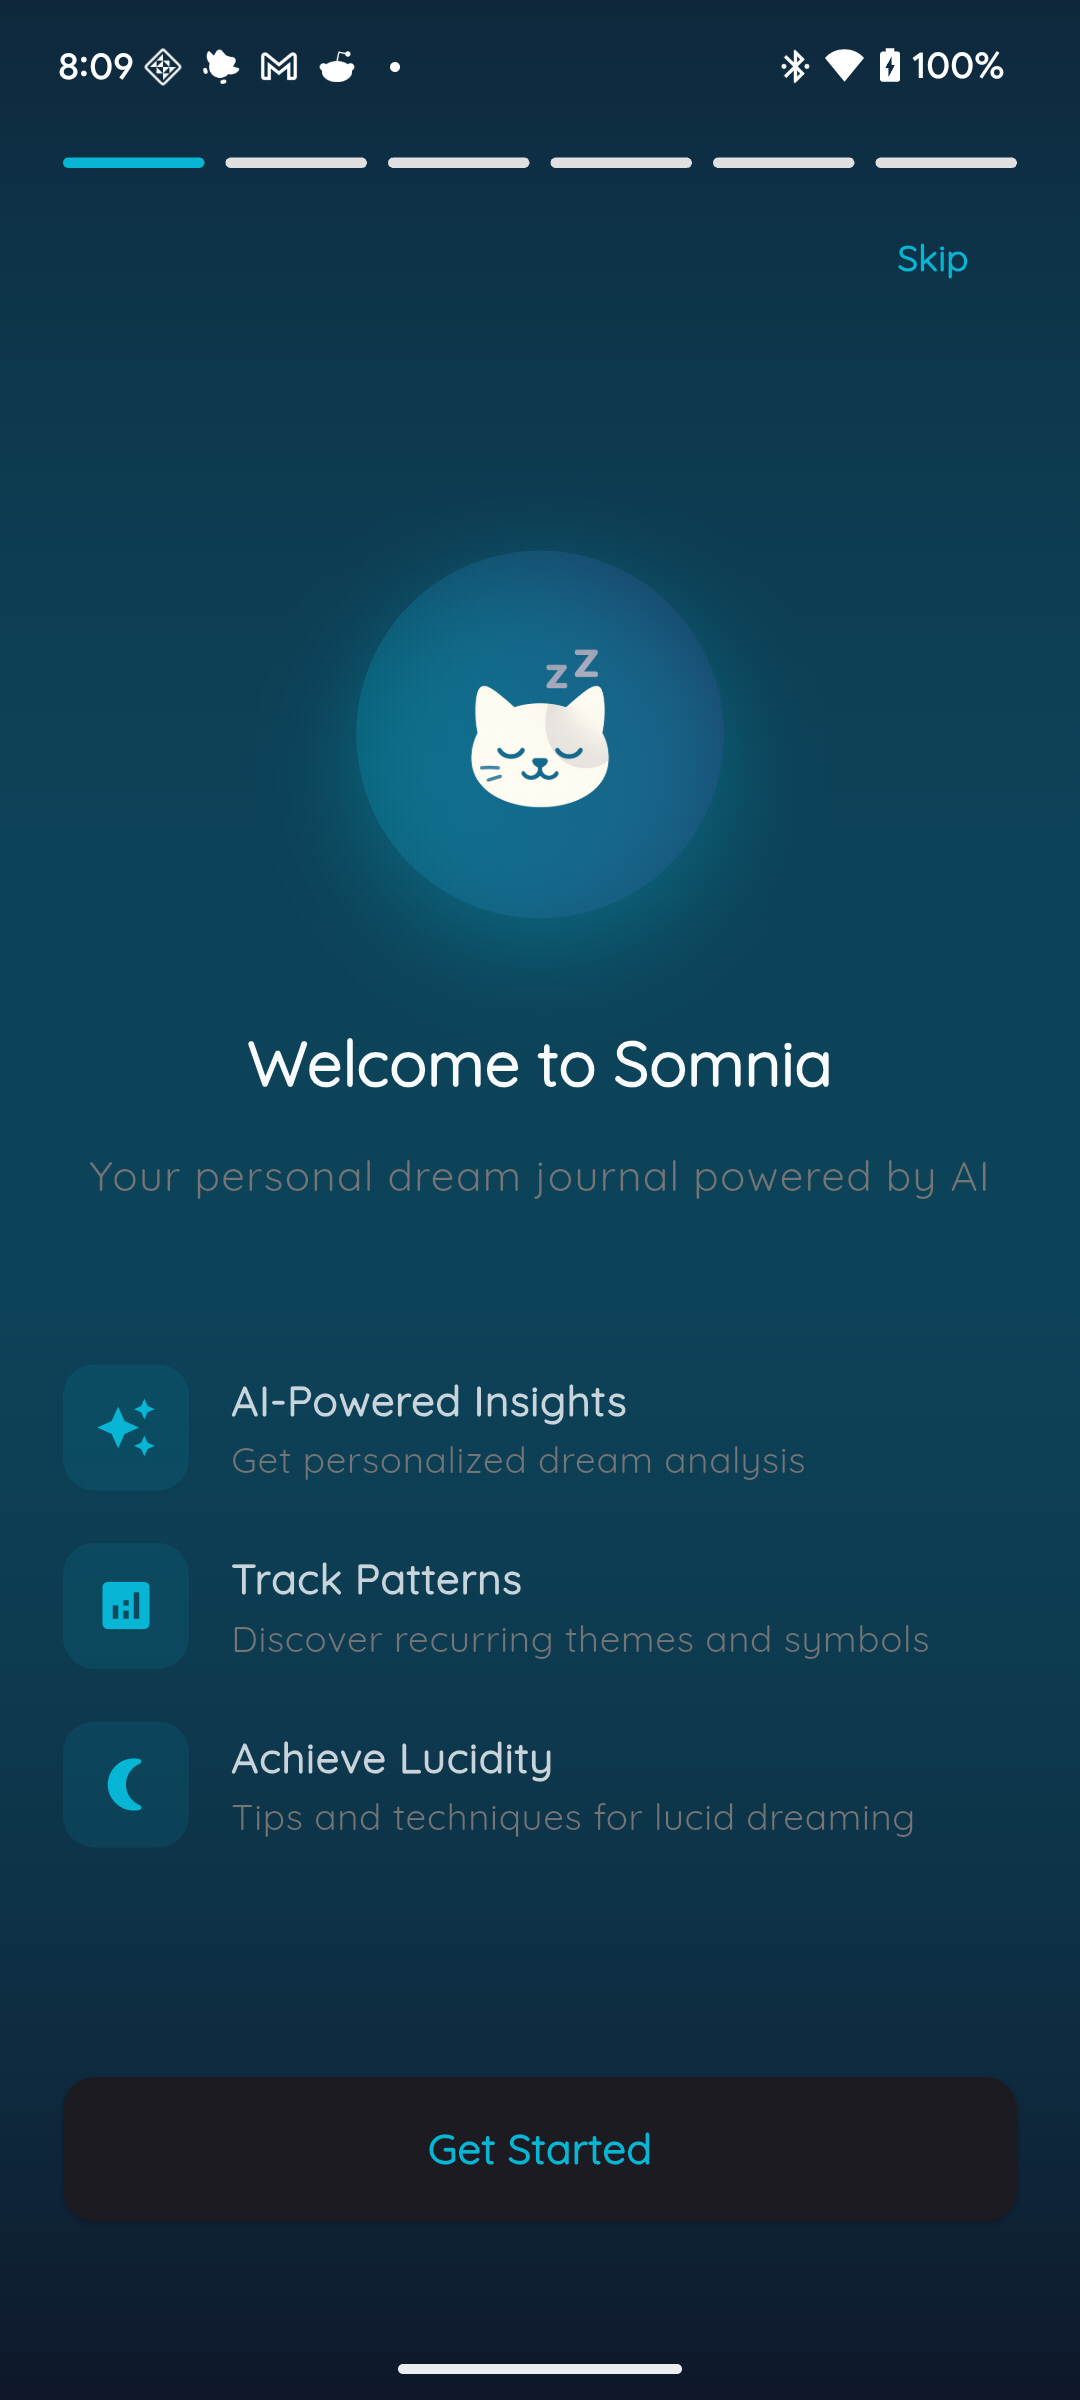 8:09
100%
Skip
z Z
Welcome to Somnia
Your personal dream journal powered by AI
AI-Powered Insights
Get personalized dream analysis
Track Patterns
Discover recurring themes and symbols
Achieve Lucidity
Tips and techniques for lucid dreaming
Get Started